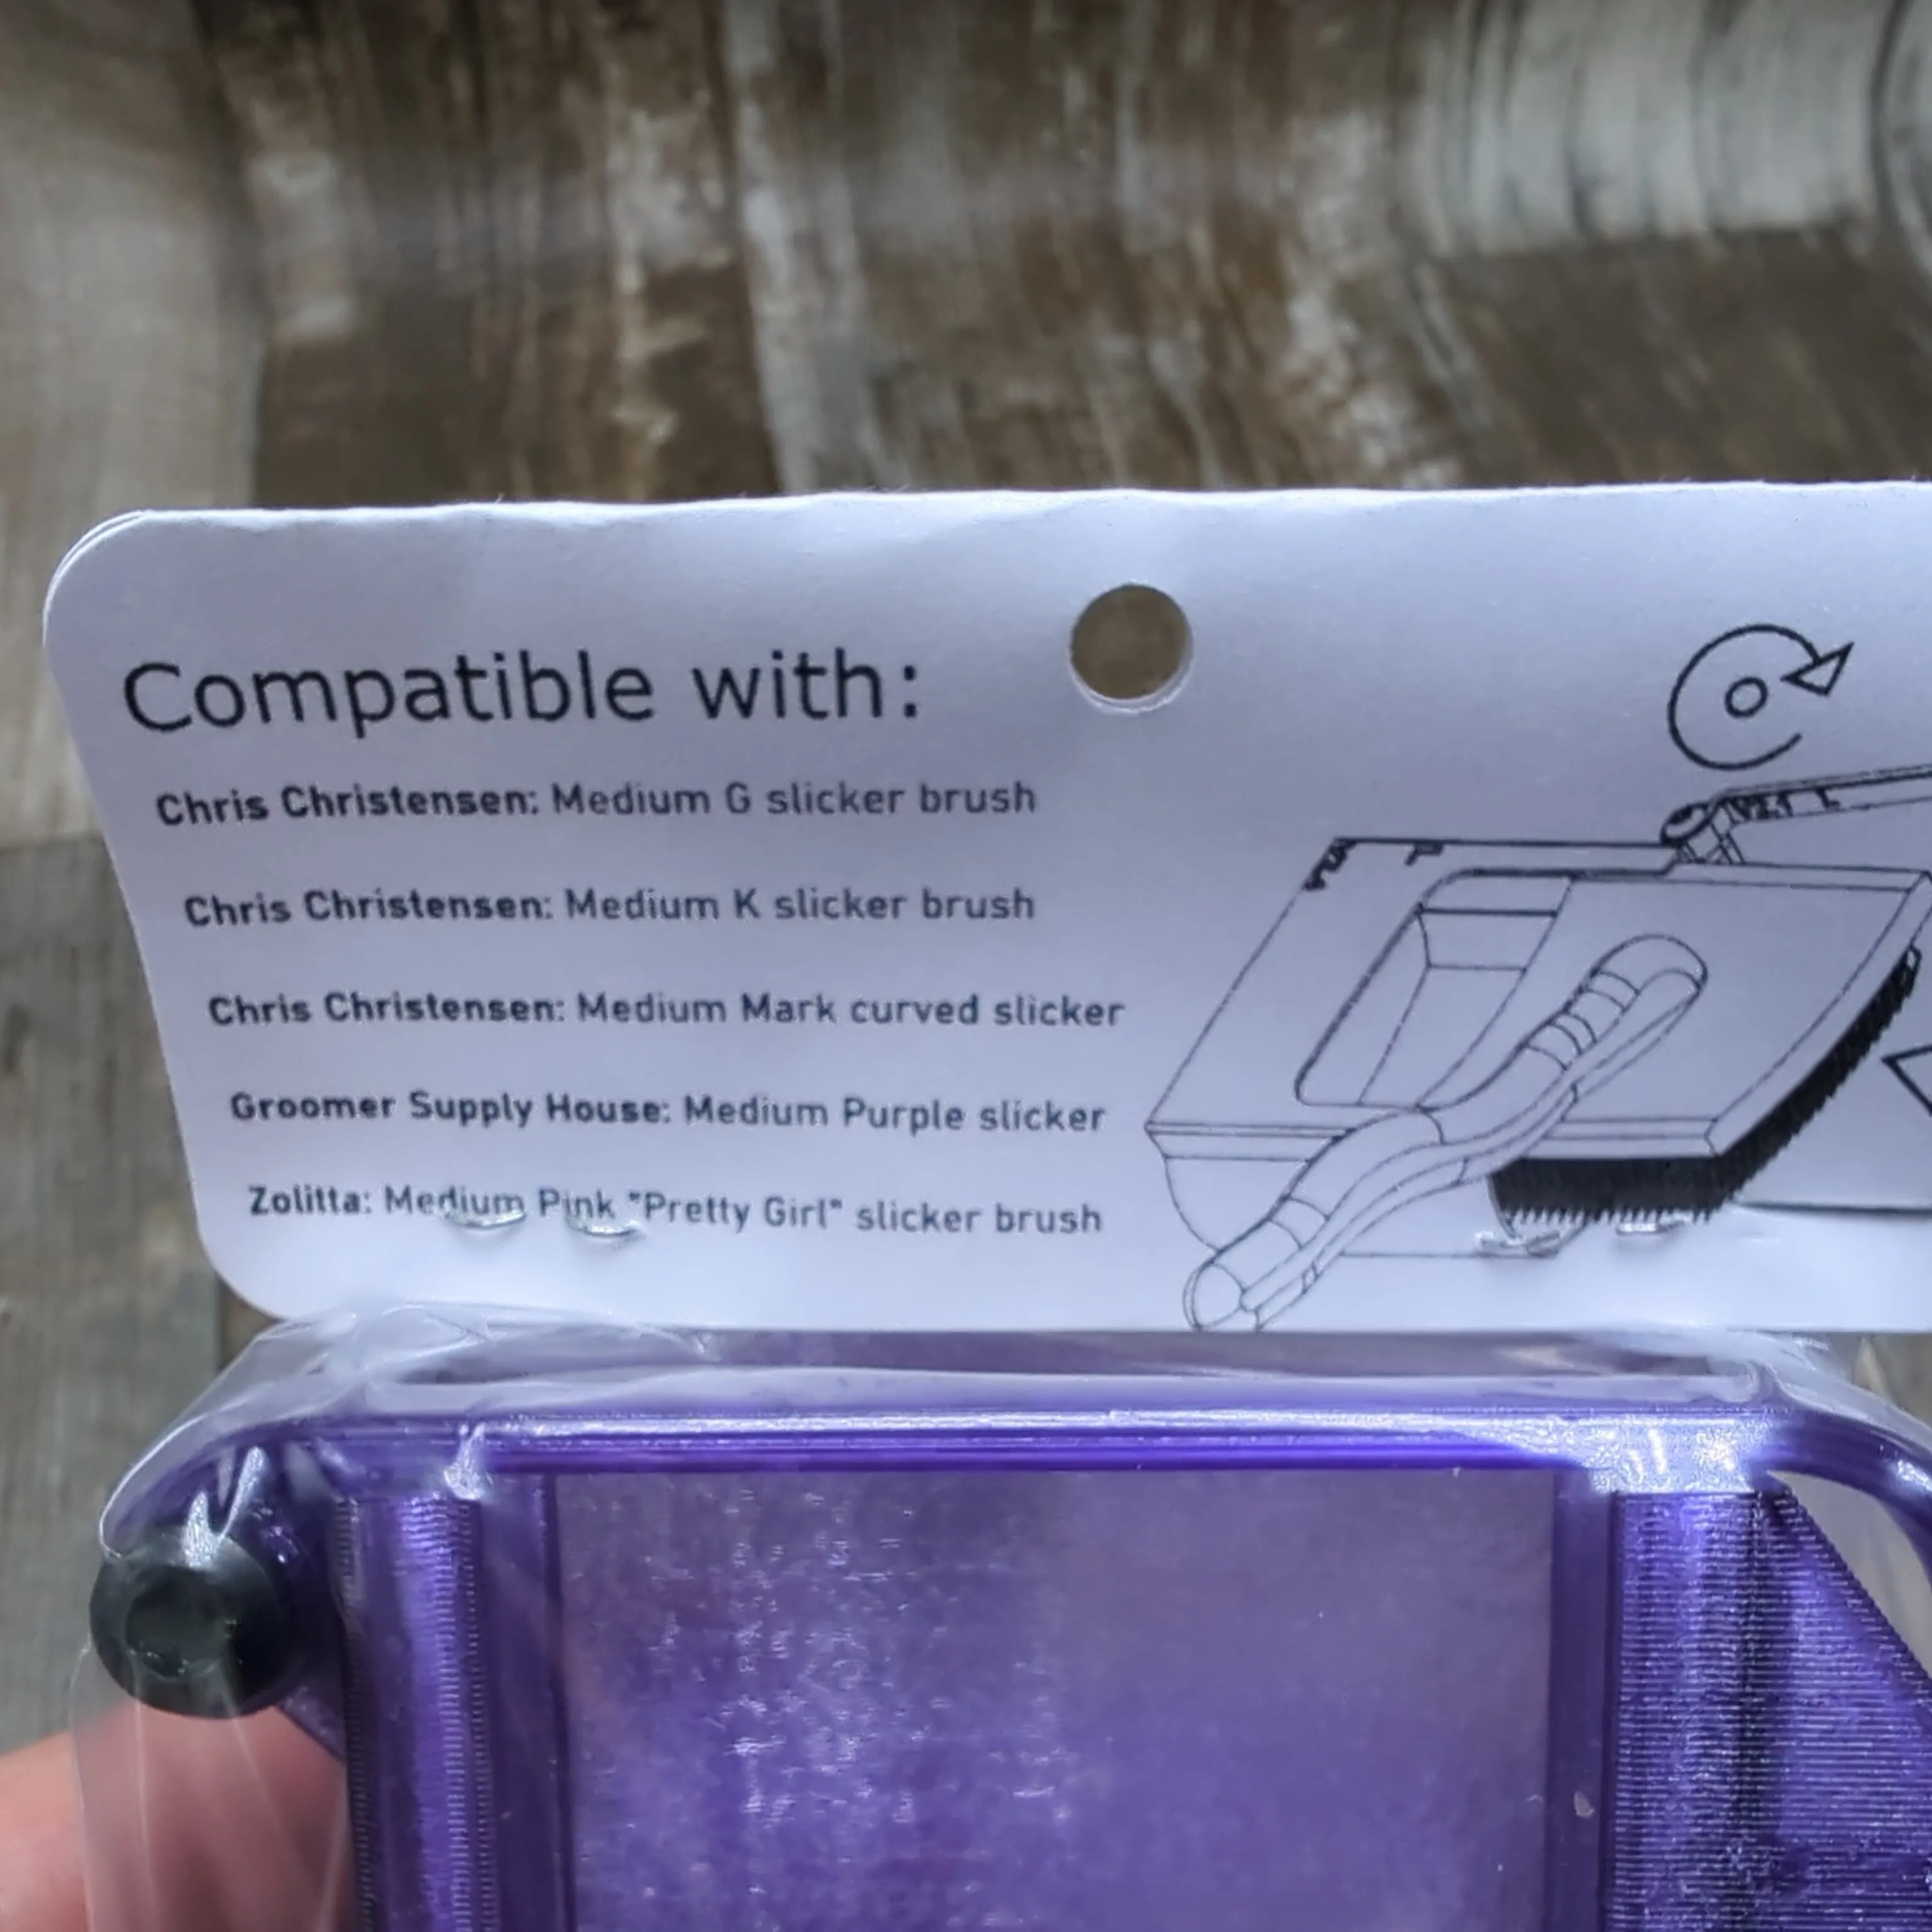 Compatible with:
Chris Christensen: Medium G slicker brush
Chris Christensen: Medium K slicker brush
Chris Christensen: Medium Mark curved slicker
Groomer Supply House: Medium Purple slicker
Zolitta: Medium Pink "Pretty Girl" slicker brush